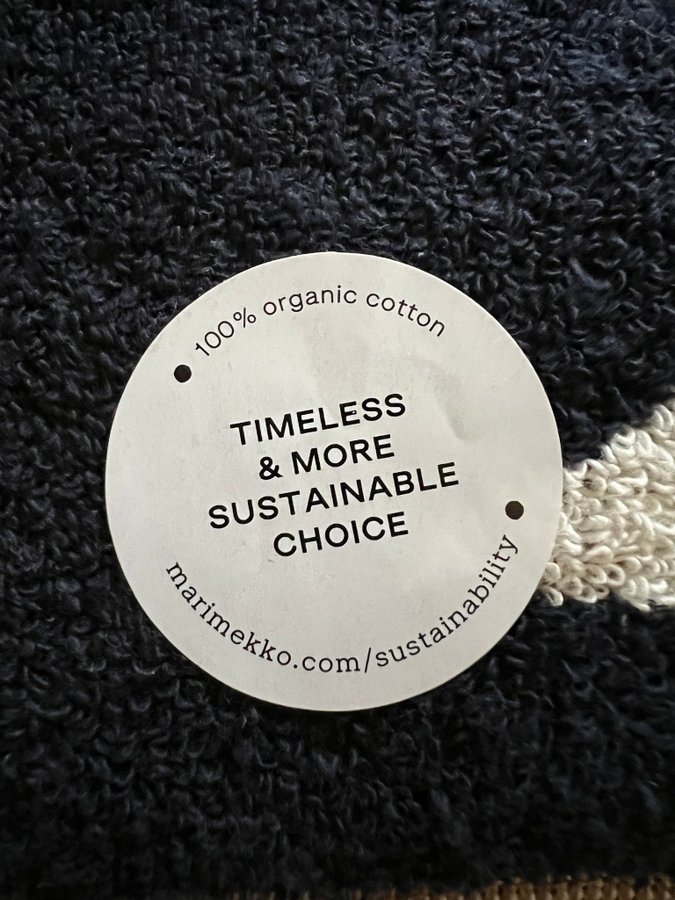 100% organic cotton
TIMELESS
& MORE
SUSTAINABLE
CHOICE
marimekko.com/sustainability